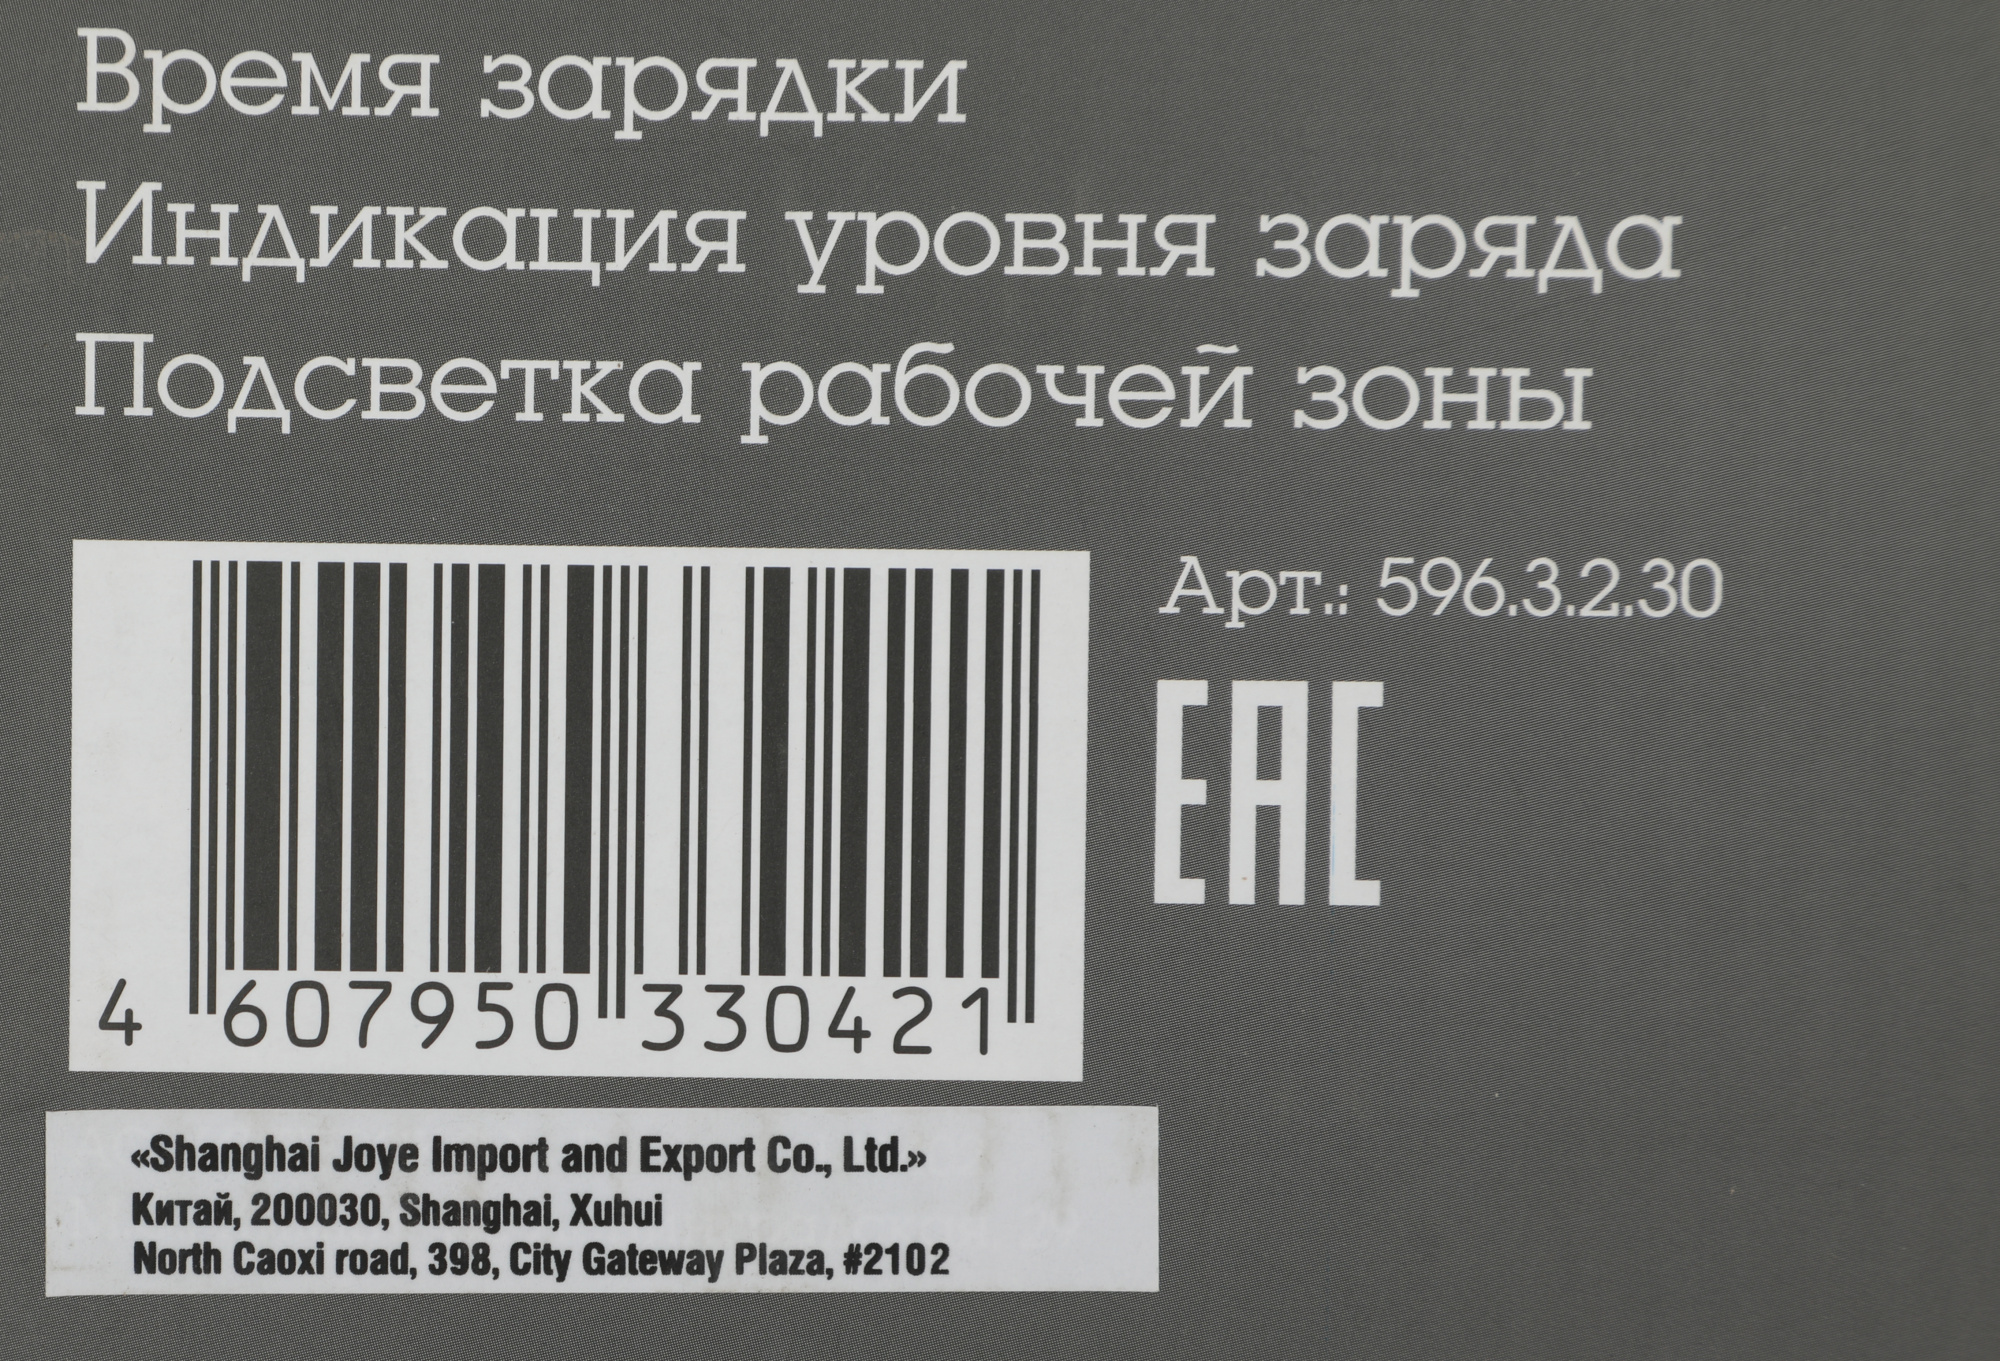 Время зарядки
Индикация уровня заряда
Подсветка рабочей зоны
Арт.: 596.3.2.30
EAC
4 607950 330421
«Shanghai Joye Import and Export Co., Ltd.»
Китай, 200030, Shanghai, Xuhui
North Caoxi road, 398, City Gateway Plaza, #2102